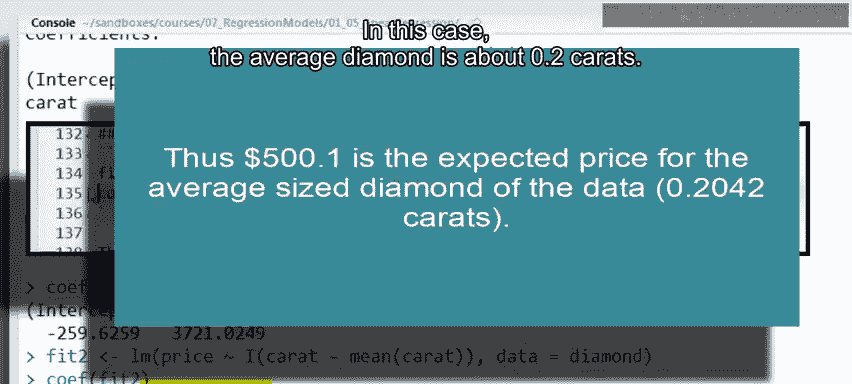 Console ~/sandboxes/courses/07_RegressionModels/01_05
In this case,
the average diamond is about 0.2 carats.
(Intercep
carat
132 ##
133
134 fi
135
136
137
Thus $500.1 is the expected price for the
average sized diamond of the data (0.2042
carats).
> coef
(Interce
-259.6259 3721.0249
> fit2 <- lm(price ~ I(carat - mean(carat)), data = diamond)
> coef(fit2)